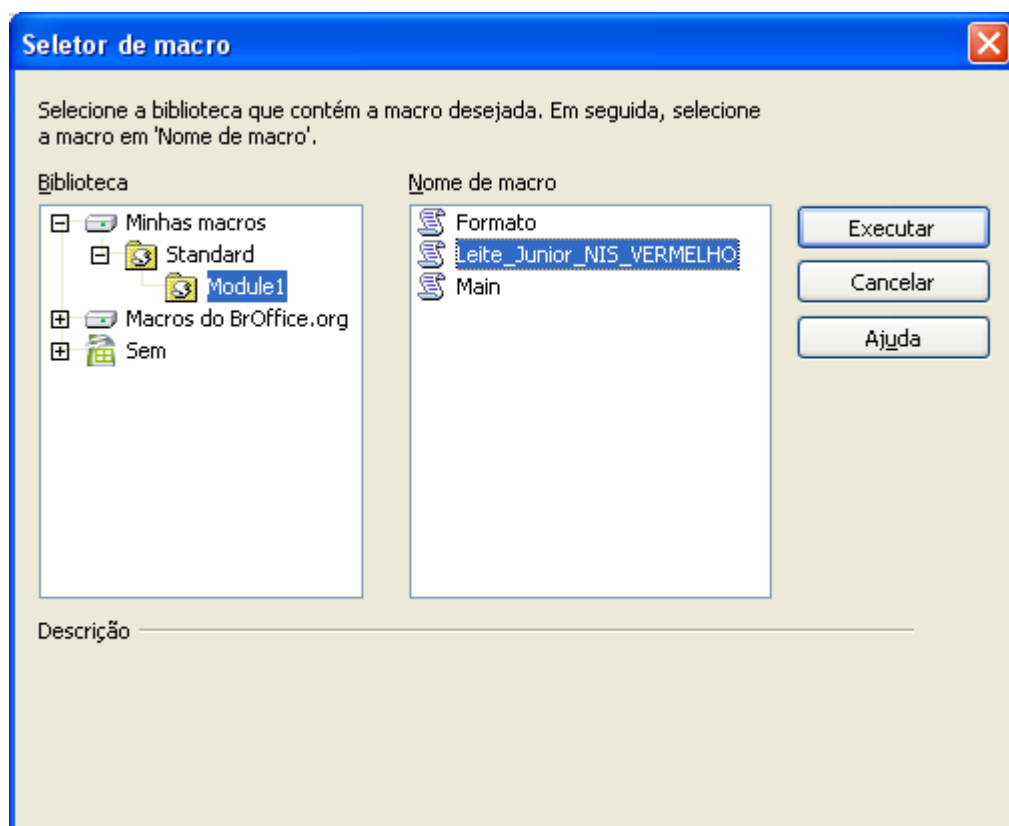 Seletor de macro
Selecione a biblioteca que contém a macro desejada. Em seguida, selecione
a macro em 'Nome de macro'.
Biblioteca
Minhas macros
Standard
Module1
Macros do BrOffice.org
Sem
Nome de macro
Formato
Leite_Junior_NIS_VERMELHO
Main
Executar
Cancelar
Ajuda
Descrição